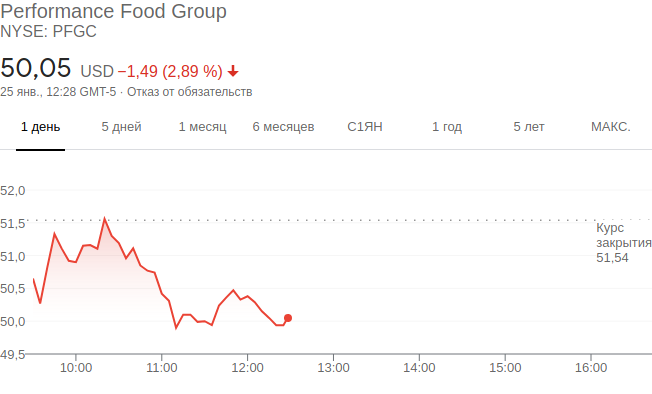 Performance Food Group
NYSE: PFGC
50,05 USD −1,49 (2,89 %)
25 янв., 12:28 GMT-5 · Отказ от обязательств
1 день 5 дней 1 месяц 6 месяцев С1ЯН 1 год 5 лет МАКС.
52,0
51,5
Курс
закрытия
51,54
51,0
50,5
50,0
49,5
10:00 11:00 12:00 13:00 14:00 15:00 16:00